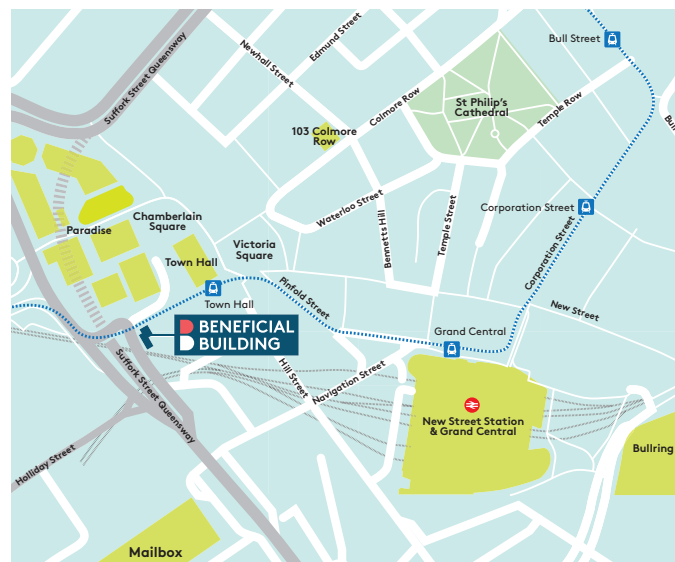 Bull Street
Edmund Street
Suffork Street Queensway
Newhall Street
Colmore Row
St Philip's
Cathedral
Temple Row
103 Colmore
Row
Waterloo Street
Bennetts Hill
Temple Street
Corporation Street
Corporation Street
Chamberlain
Square
Paradise
Victoria
Square
Town Hall
Town Hall
Pinfold Street
New Street
BENEFICIAL
BUILDING
Grand Central
Suffork Street Queensway
Hill Street
Navigation Street
New Street Station
& Grand Central
Bullring
Holliday Street
Mailbox